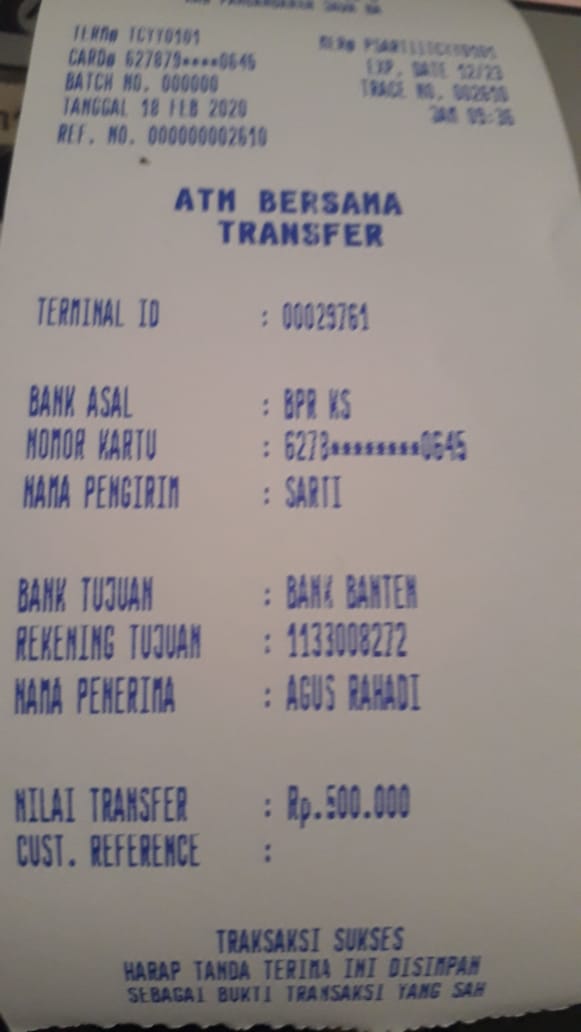 TERM# TCYY0101
CARD# 627879****0645
EXP. DATE 12/23
BATCH NO. 000000
TRACE NO. 002610
TANGGAL 18 FEB 2020
JAM 09:36
REF. NO. 000000002610
ATM BERSAMA
TRANSFER
TERMINAL ID : 00029761
BANK ASAL : BPR KS
NOMOR KARTU : 6278********0645
NAMA PENGIRIM : SARTI
BANK TUJUAN : BANK BANTEN
REKENING TUJUAN : 1133008272
NAMA PENERIMA : AGUS RAHADI
NILAI TRANSFER : Rp.500.000
CUST. REFERENCE :
TRAKSAKSI SUKSES
HARAP TANDA TERIMA INI DISIMPAN
SEBAGAI BUKTI TRANSAKSI YANG SAH